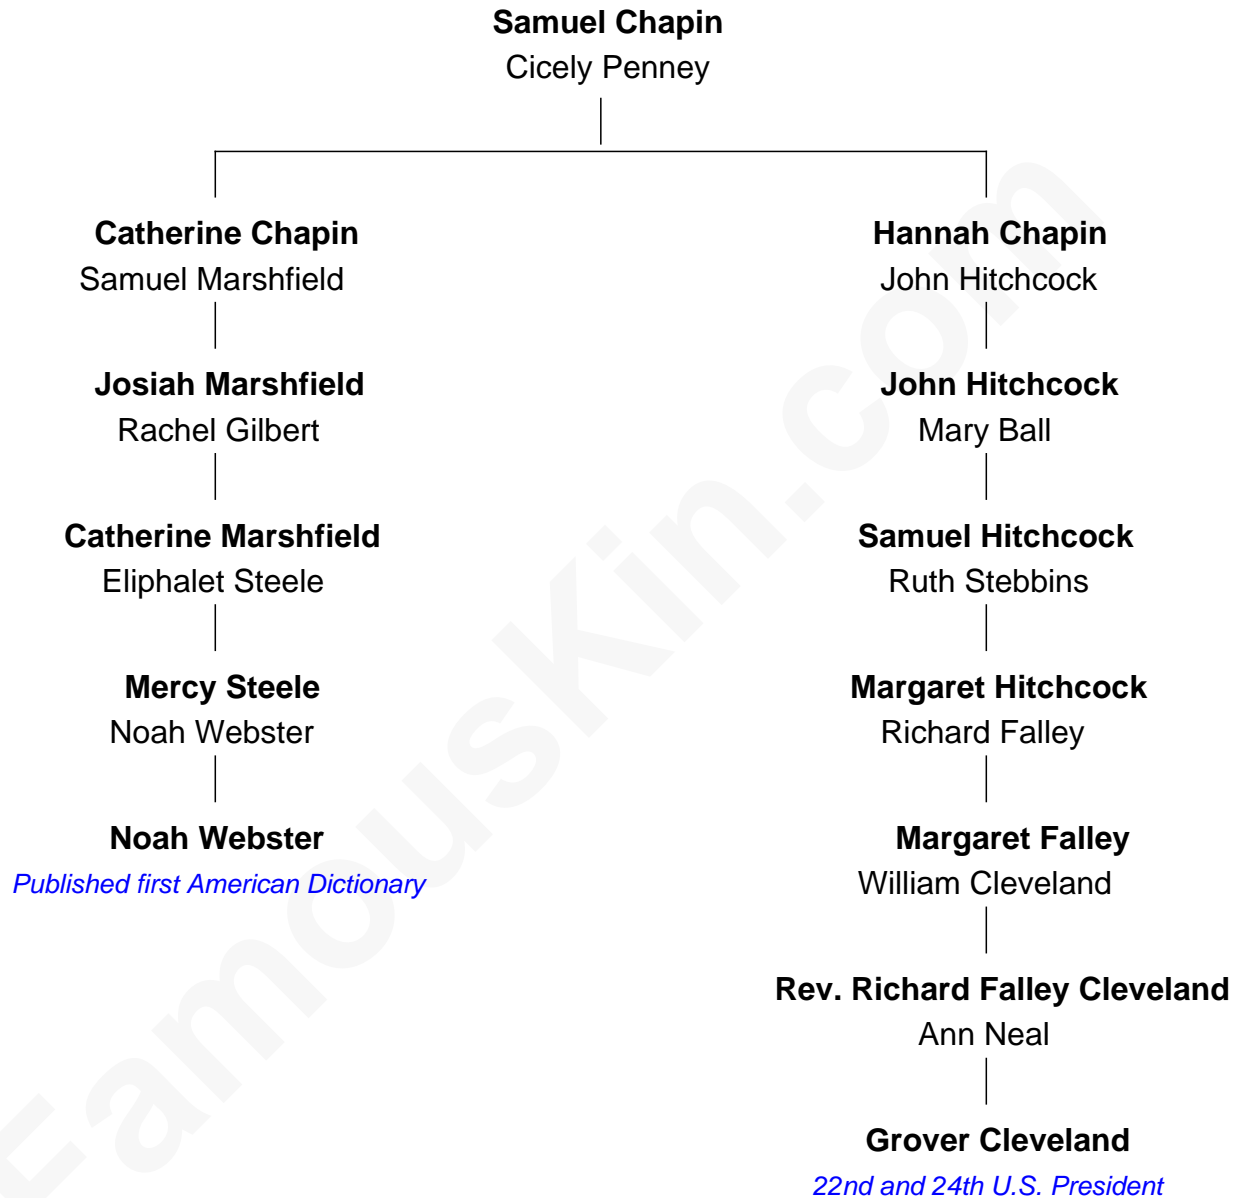 Samuel Chapin
Cicely Penney
Catherine Chapin
Samuel Marshfield
Hannah Chapin
John Hitchcock
Josiah Marshfield
Rachel Gilbert
John Hitchcock
Mary Ball
Catherine Marshfield
Eliphalet Steele
Samuel Hitchcock
Ruth Stebbins
Mercy Steele
Noah Webster
Margaret Hitchcock
Richard Falley
Noah Webster
Published first American Dictionary
Margaret Falley
William Cleveland
Rev. Richard Falley Cleveland
Ann Neal
Grover Cleveland
22nd and 24th U.S. President
FamousKin.com